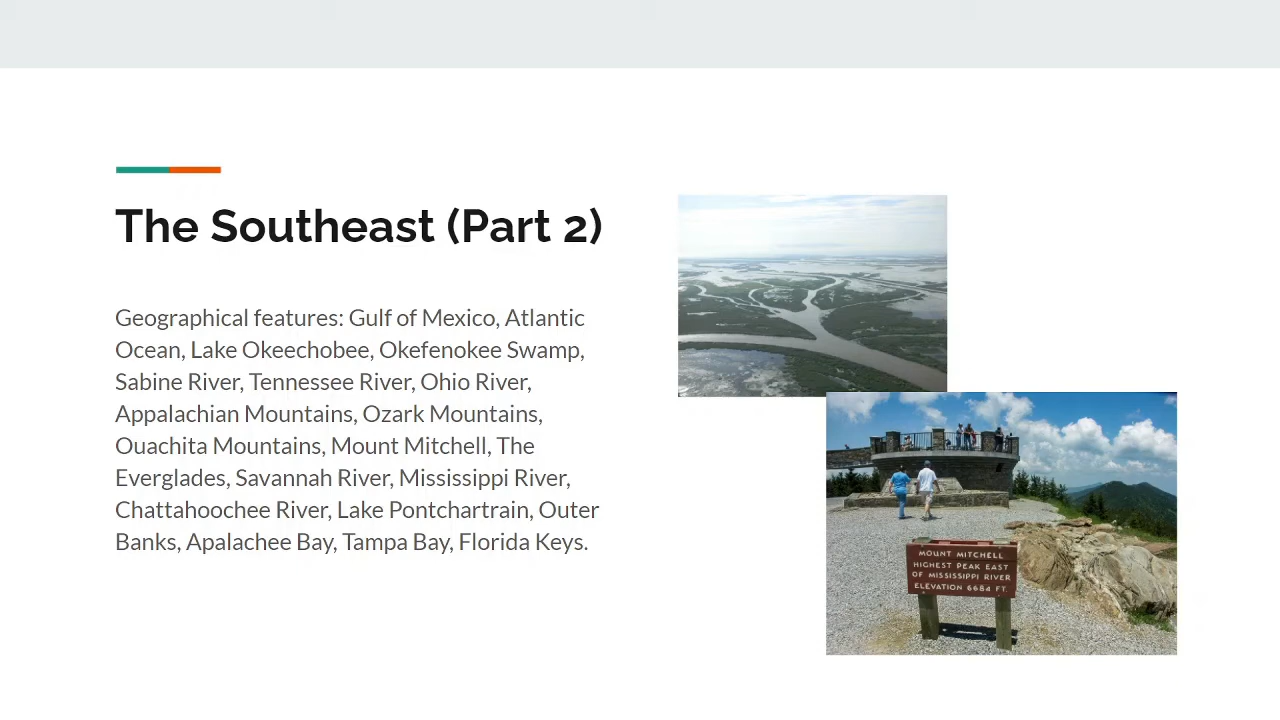 The Southeast (Part 2)
Geographical features: Gulf of Mexico, Atlantic
Ocean, Lake Okeechobee, Okefenokee Swamp,
Sabine River, Tennessee River, Ohio River,
Appalachian Mountains, Ozark Mountains,
Ouachita Mountains, Mount Mitchell, The
Everglades, Savannah River, Mississippi River,
Chattahoochee River, Lake Pontchartrain, Outer
Banks, Apalachee Bay, Tampa Bay, Florida Keys.
MOUNT MITCHELL
HIGHEST PEAK EAST
OF MISSISSIPPI RIVER
ELEVATION 6684 FT.